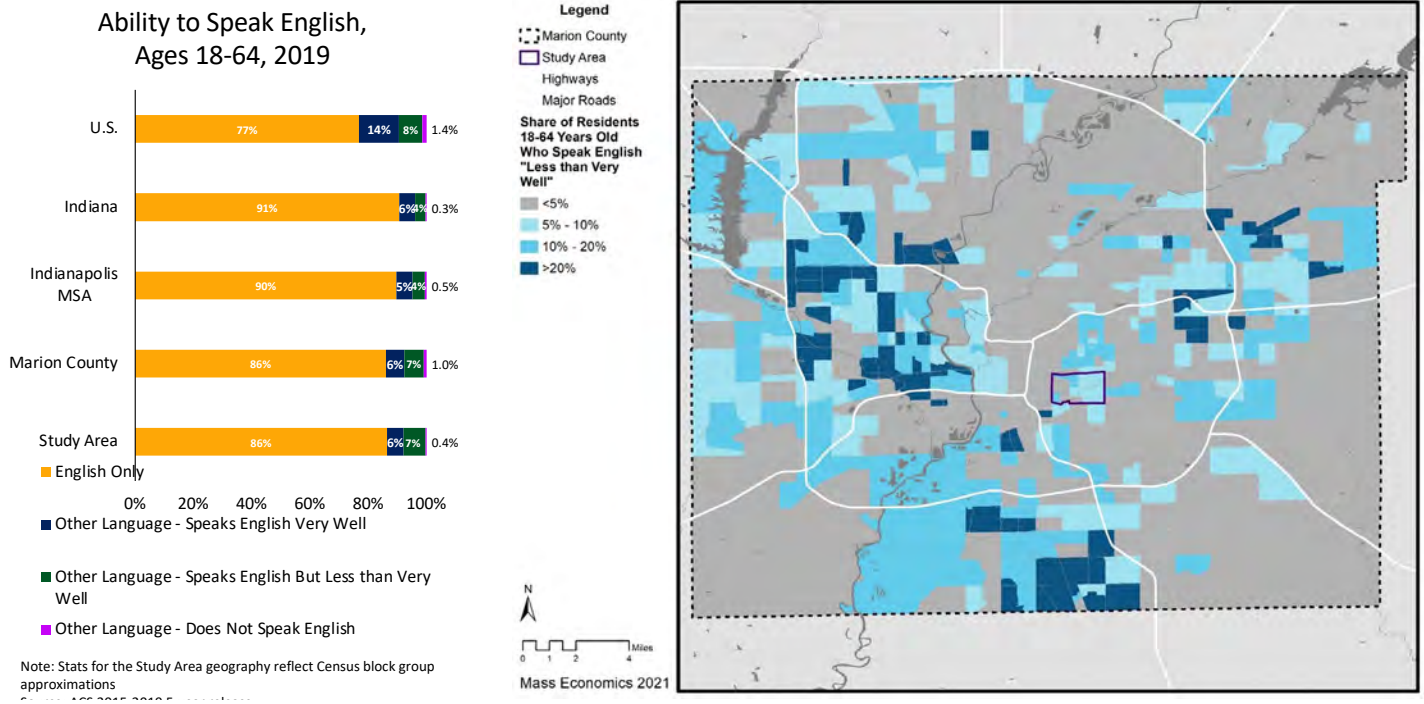 Ability to Speak English,
Ages 18-64, 2019
U.S.
77%
14%
8%
1.4%
Indiana
91%
6%
4%
0.3%
Indianapolis
MSA
90%
5%
4%
0.5%
Marion County
86%
6%
7%
1.0%
Study Area
86%
6%
7%
0.4%
English Only
0%
20%
40%
60%
80%
100%
Other Language - Speaks English Very Well
Other Language - Speaks English But Less than Very
Well
Other Language - Does Not Speak English
Note: Stats for the Study Area geography reflect Census block group
approximations
Legend
Marion County
Study Area
Highways
Major Roads
Share of Residents
18-64 Years Old
Who Speak English
"Less than Very
Well"
<5%
5% - 10%
10% - 20%
>20%
N
0 1 2 4 Miles
Mass Economics 2021